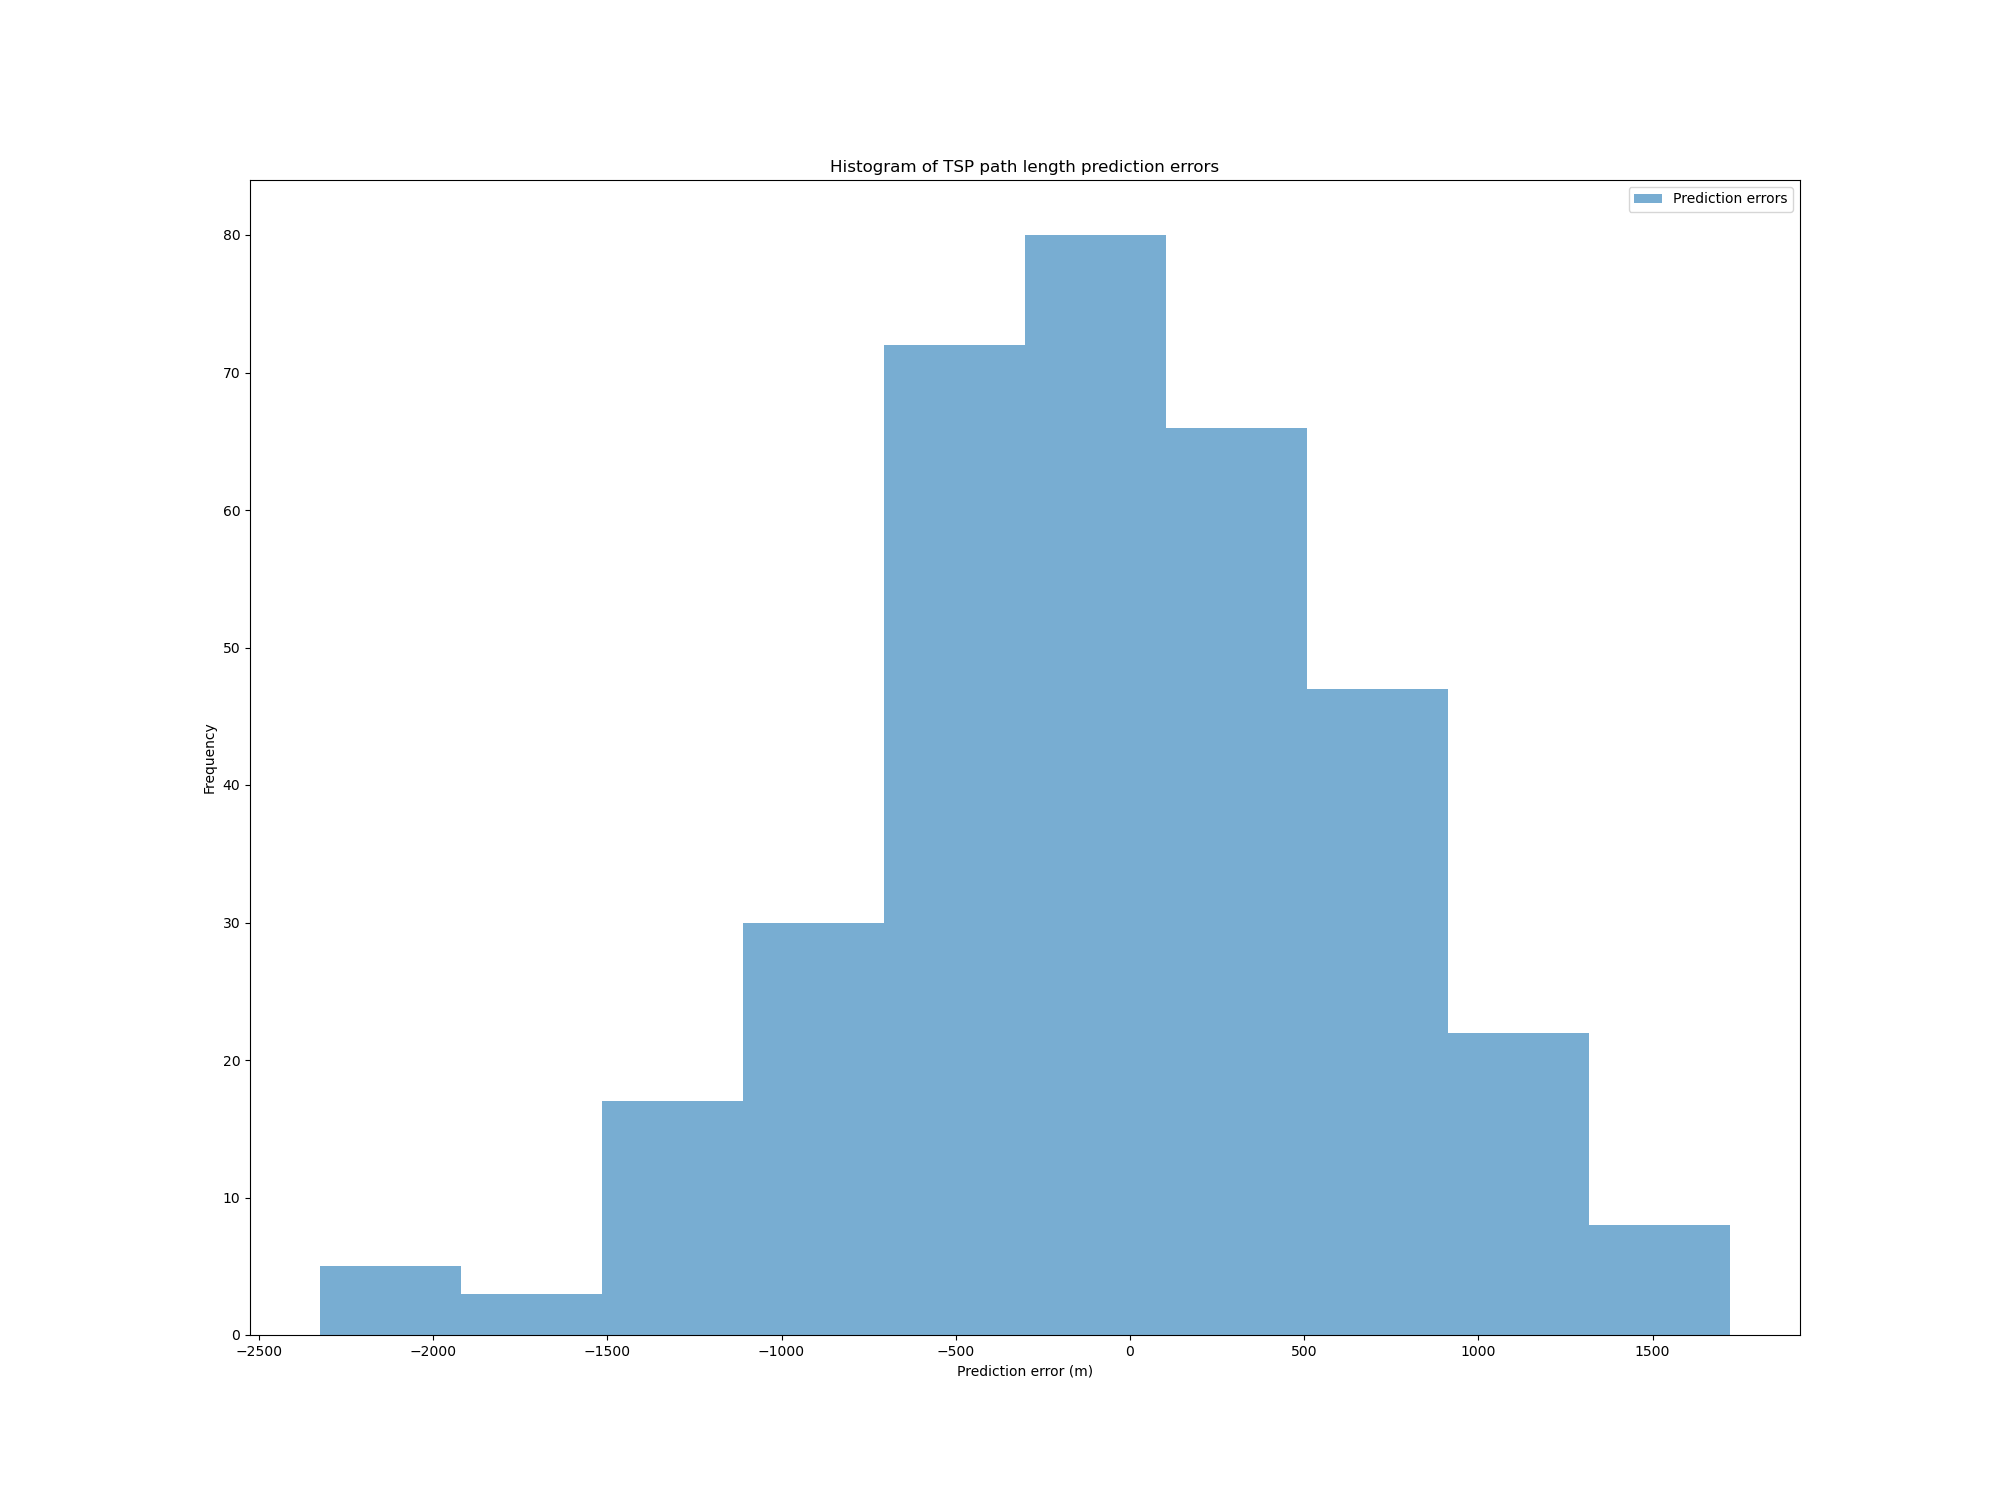 Histogram of TSP path length prediction errors
Prediction errors
80
70
60
50
40
30
20
10
0
Frequency
−2500 −2000 −1500 −1000 −500 0 500 1000 1500
Prediction error (m)